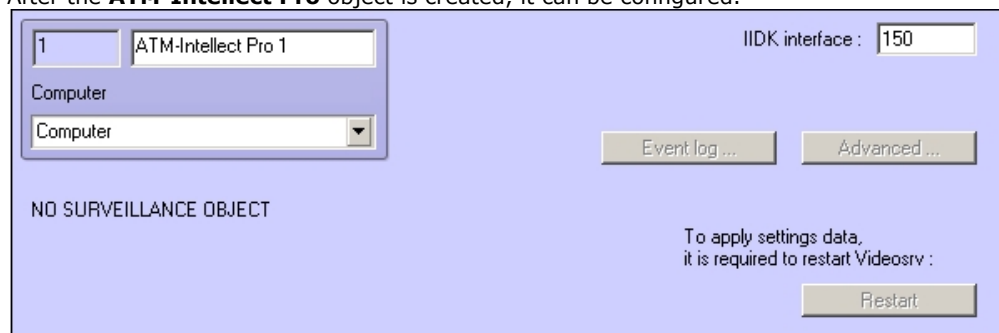 After the ATM-Intellect Pro object is created, it can be configured.
1 ATM-Intellect Pro 1
IIDK interface : 150
Computer
Computer
Event log ... Advanced ...
NO SURVEILLANCE OBJECT
To apply settings data,
it is required to restart Videosrv :
Restart